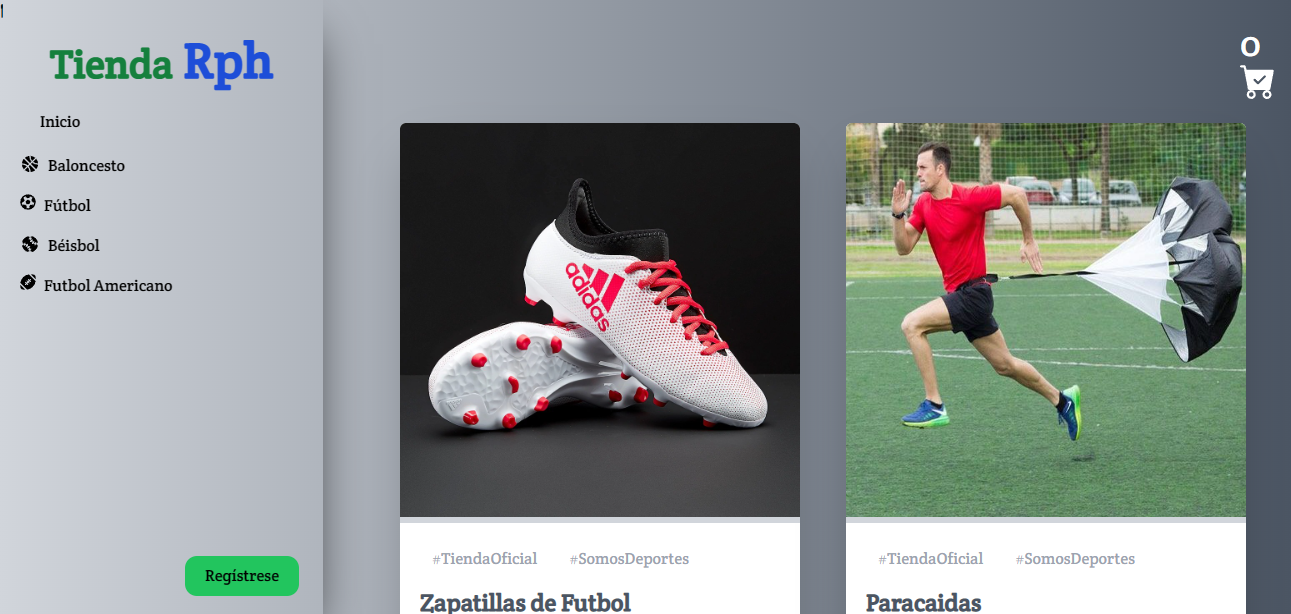 Tienda Rph
Inicio
Baloncesto
Fútbol
Béisbol
Futbol Americano
Regístrese
0
adidas
#TiendaOficial #SomosDeportes
Zapatillas de Futbol
#TiendaOficial #SomosDeportes
Paracaidas